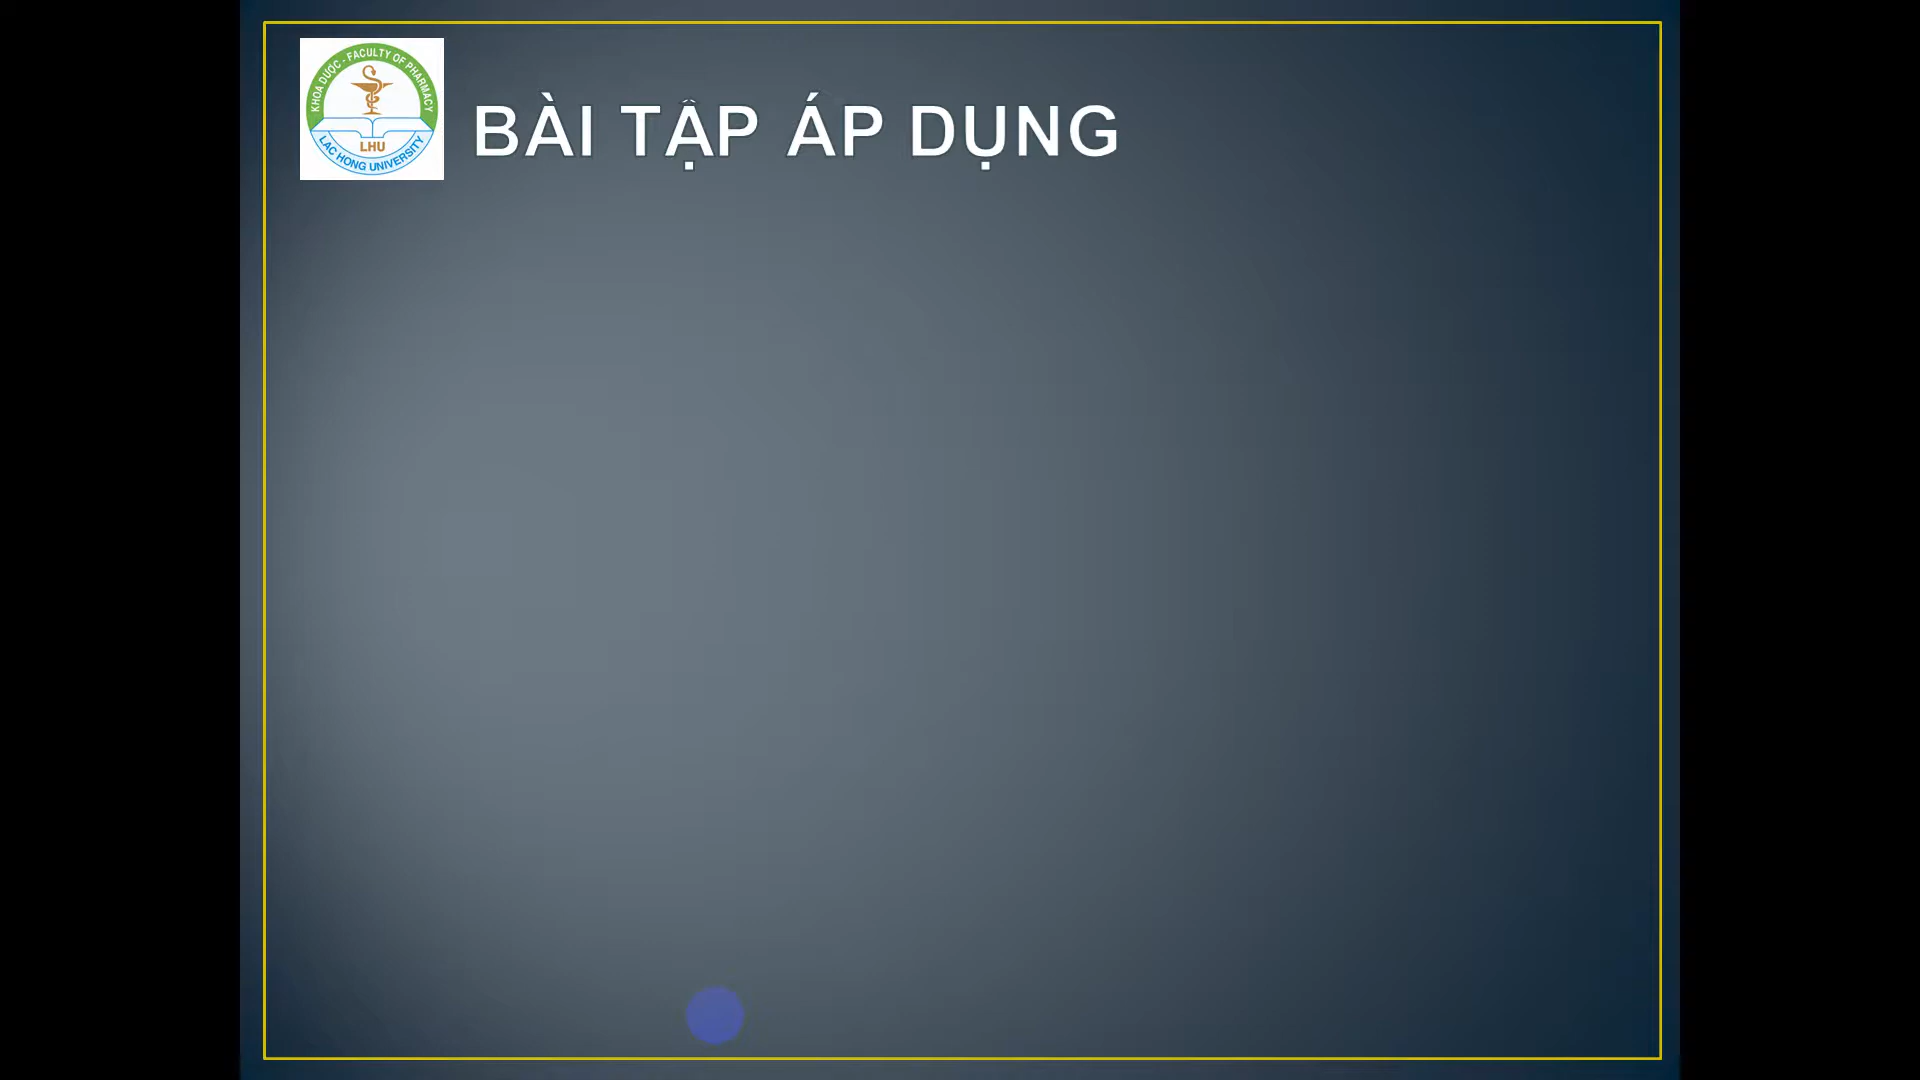 KHOA DƯỢC - FACULTY OF PHARMACY
LHU
LAC HONG UNIVERSITY
BÀI TẬP ÁP DỤNG